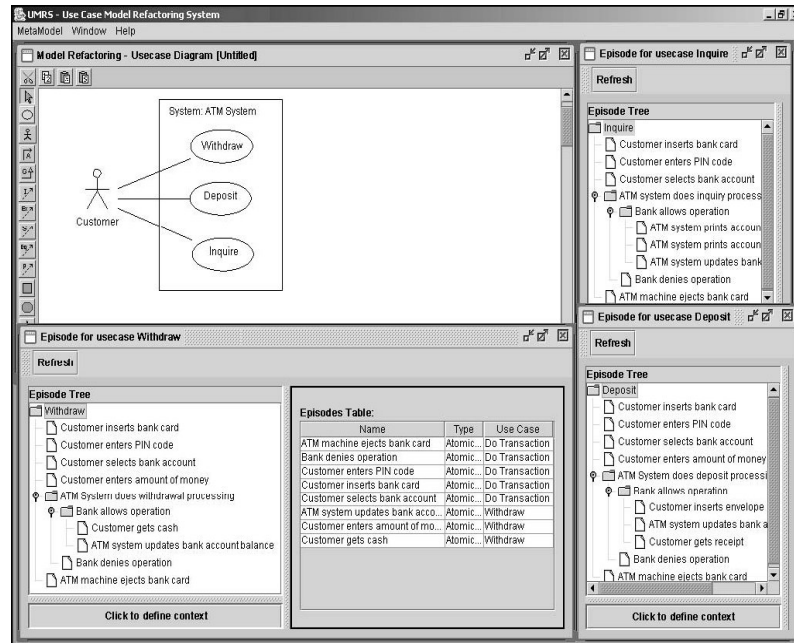 UMRS - Use Case Model Refactoring System
MetaModel Window Help
Model Refactoring - Usecase Diagram [Untitled]
System: ATM System
Withdraw
Deposit
Inquire
Customer
Episode for usecase Inquire
Refresh
Episode Tree
Inquire
Customer inserts bank card
Customer enters PIN code
Customer selects bank account
ATM system does inquiry process
Bank allows operation
ATM system prints accoun
ATM system prints accoun
ATM system updates bank
Bank denies operation
ATM machine ejects bank card
Episode for usecase Withdraw
Refresh
Episode Tree
Withdraw
Customer inserts bank card
Customer enters PIN code
Customer selects bank account
Customer enters amount of money
ATM System does withdrawal processing
Bank allows operation
Customer gets cash
ATM system updates bank account balance
Bank denies operation
ATM machine ejects bank card
Click to define context
Episodes Table:
Name Type Use Case
ATM machine ejects bank card Atomic... Do Transaction
Bank denies operation Atomic... Do Transaction
Customer enters PIN code Atomic... Do Transaction
Customer inserts bank card Atomic... Do Transaction
Customer selects bank account Atomic... Do Transaction
ATM system updates bank acco... Atomic... Withdraw
Customer enters amount of mo... Atomic... Withdraw
Customer gets cash Atomic... Withdraw
Episode for usecase Deposit
Refresh
Episode Tree
Deposit
Customer inserts bank card
Customer enters PIN code
Customer selects bank account
Customer enters amount of money
ATM System does deposit processi
Bank allows operation
Customer inserts envelope
ATM system updates bank a
Customer gets receipt
Bank denies operation
ATM machine ejects bank card
Click to define context